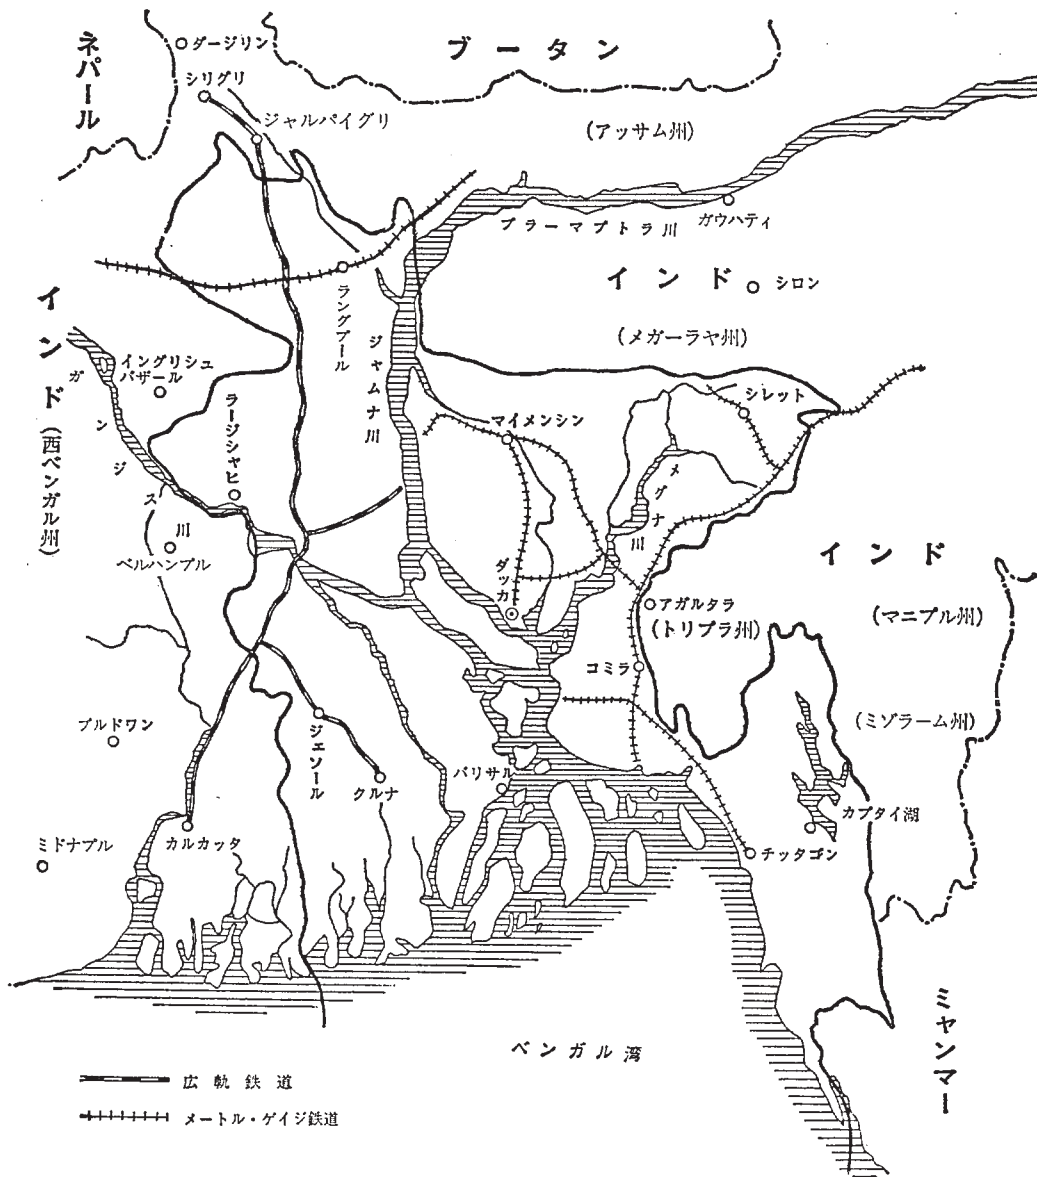 ネパール
ダージリン
ブータン
シリグリ
ジャルパイグリ
(アッサム州)
ブラーマプトラ川
ガウハティ
インド
シロン
(メガーラヤ州)
ラングプール
ジャムナ川
インド
(西ベンガル州)
ガンジス川
イングリシュ
バザール
ラージシャヒ
マイメンシン
シレット
メグナ川
ベルハンプル
ダッカ
インド
アガルタラ
(トリプラ州)
(マニプル州)
コミラ
(ミゾラーム州)
ブルドワン
ジェソール
クルナ
バリサル
カプタイ湖
ミドナプル
カルカッタ
チッタゴン
ベンガル湾
ミャンマー
広軌鉄道
メートル・ゲイジ鉄道